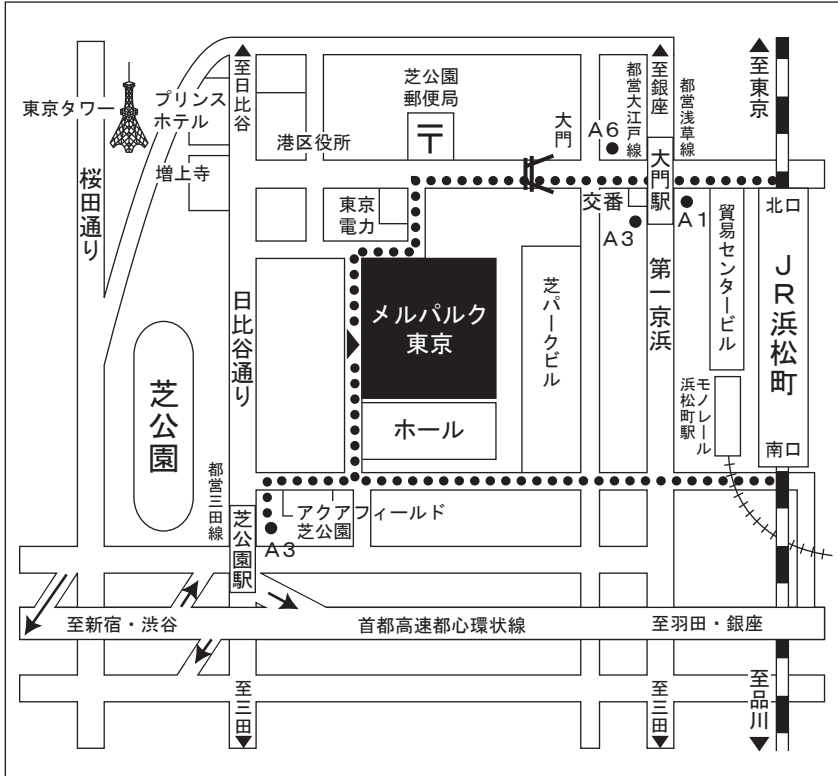 至日比谷
至銀座
至東京
東京タワー
プリンス
ホテル
港区役所
芝公園
郵便局
〒
大門
A6
都営大江戸線
都営浅草線
増上寺
桜田通り
東京
電力
交番
A3
大門駅
A1
北口
貿易センタービル
JR浜松町
メルパルク
東京
芝パークビル
第一京浜
日比谷通り
芝公園
ホール
モノレール
浜松町駅
南口
都営三田線
アクアフィールド
芝公園
A3
芝公園駅
至新宿・渋谷
首都高速都心環状線
至羽田・銀座
至三田
至三田
至品川